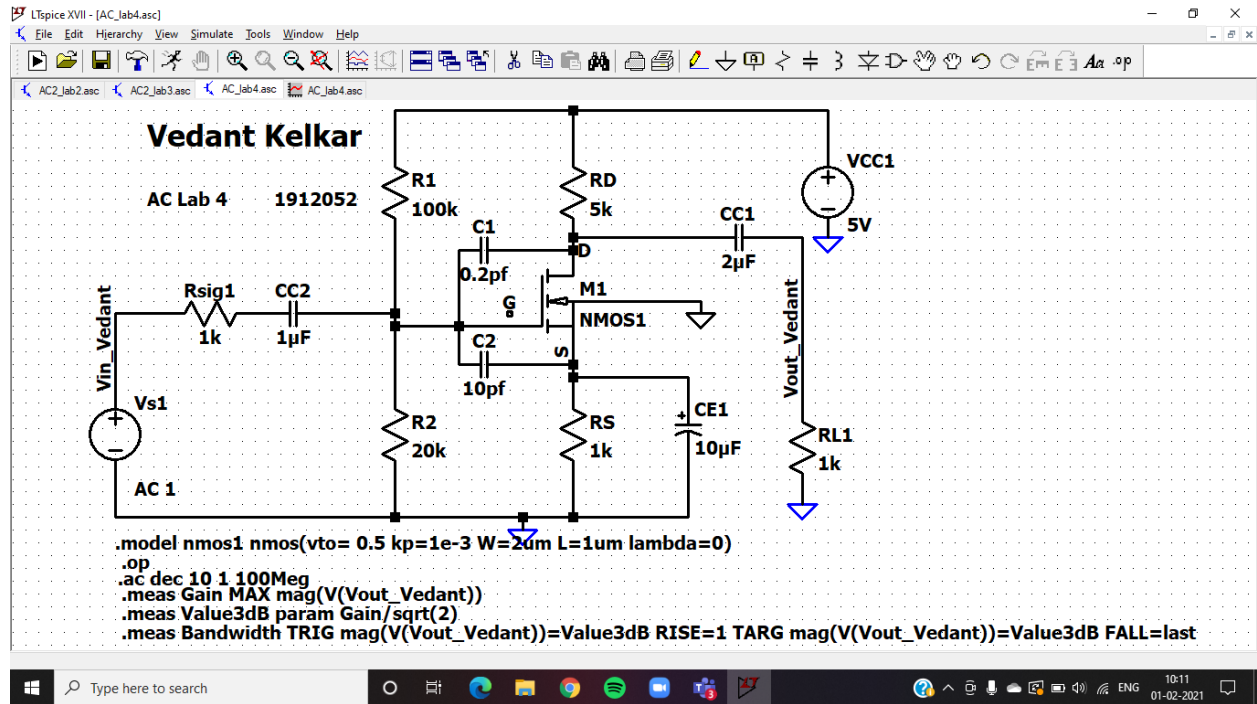 LTspice XVII - [AC_lab4.asc]
File Edit Hierarchy View Simulate Tools Window Help
Aa .op
AC2_lab2.asc AC2_lab3.asc AC_lab4.asc AC_lab4.asc
Vedant Kelkar
AC Lab 4 1912052
R1
100k
RD
5k
VCC1
5V
C1
0.2pf
D
CC1
2µF
Rsig1
1k
CC2
1µF
G
M1
NMOS1
Vin_Vedant
Vout_Vedant
C2
10pf
S
Vs1
AC 1
R2
20k
RS
1k
CE1
10µF
RL1
1k
.model nmos1 nmos(vto= 0.5 kp=1e-3 W=2um L=1um lambda=0)
.op
.ac dec 10 1 100Meg
.meas Gain MAX mag(V(Vout_Vedant))
.meas Value3dB param Gain/sqrt(2)
.meas Bandwidth TRIG mag(V(Vout_Vedant))=Value3dB RISE=1 TARG mag(V(Vout_Vedant))=Value3dB FALL=last
Type here to search
3
ENG
10:11
01-02-2021